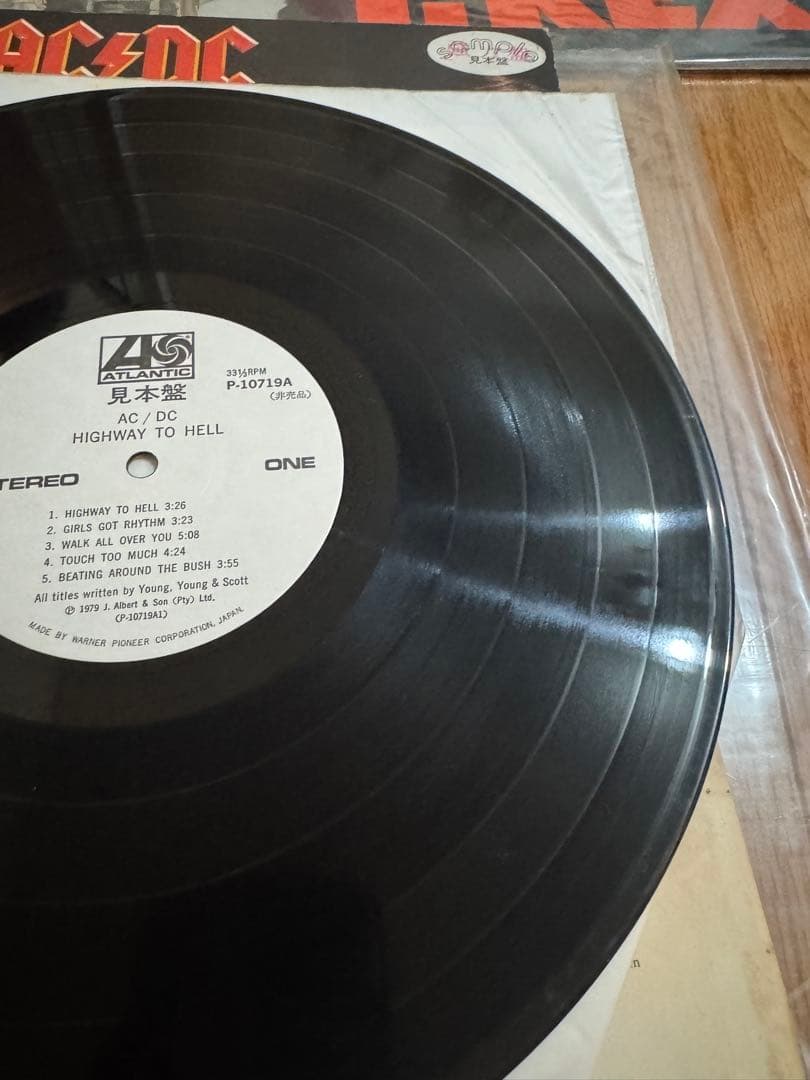 AC⚡DC
sample
見本盤
ATLANTIC
33⅓RPM
P-10719A
(非売品)
見本盤
AC / DC
HIGHWAY TO HELL
TEREO
ONE
1. HIGHWAY TO HELL 3:26
2. GIRLS GOT RHYTHM 3:23
3. WALK ALL OVER YOU 5:08
4. TOUCH TOO MUCH 4:24
5. BEATING AROUND THE BUSH 3:55
All titles written by Young, Young & Scott
Ⓟ 1979 J. Albert & Son (Pty) Ltd.
(P-10719A1)
MADE BY WARNER PIONEER CORPORATION, JAPAN.